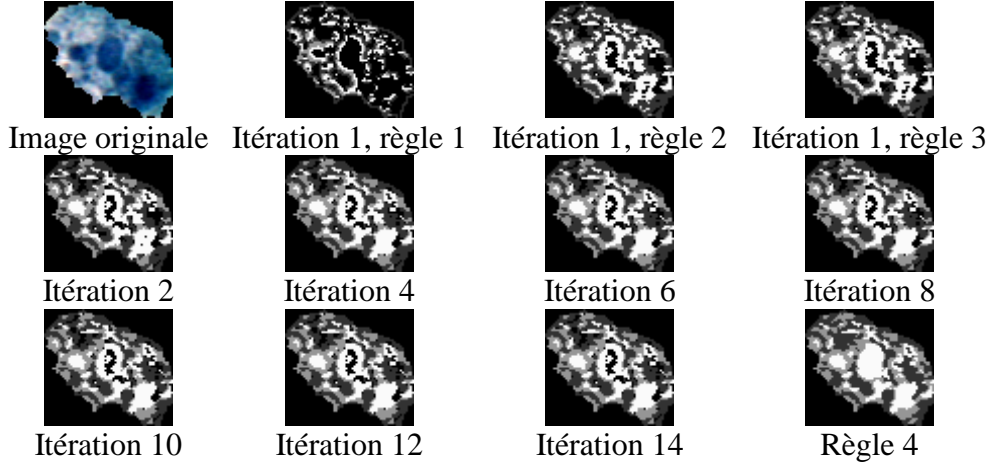 Image originale
Itération 1, règle 1
Itération 1, règle 2
Itération 1, règle 3
Itération 2
Itération 4
Itération 6
Itération 8
Itération 10
Itération 12
Itération 14
Règle 4